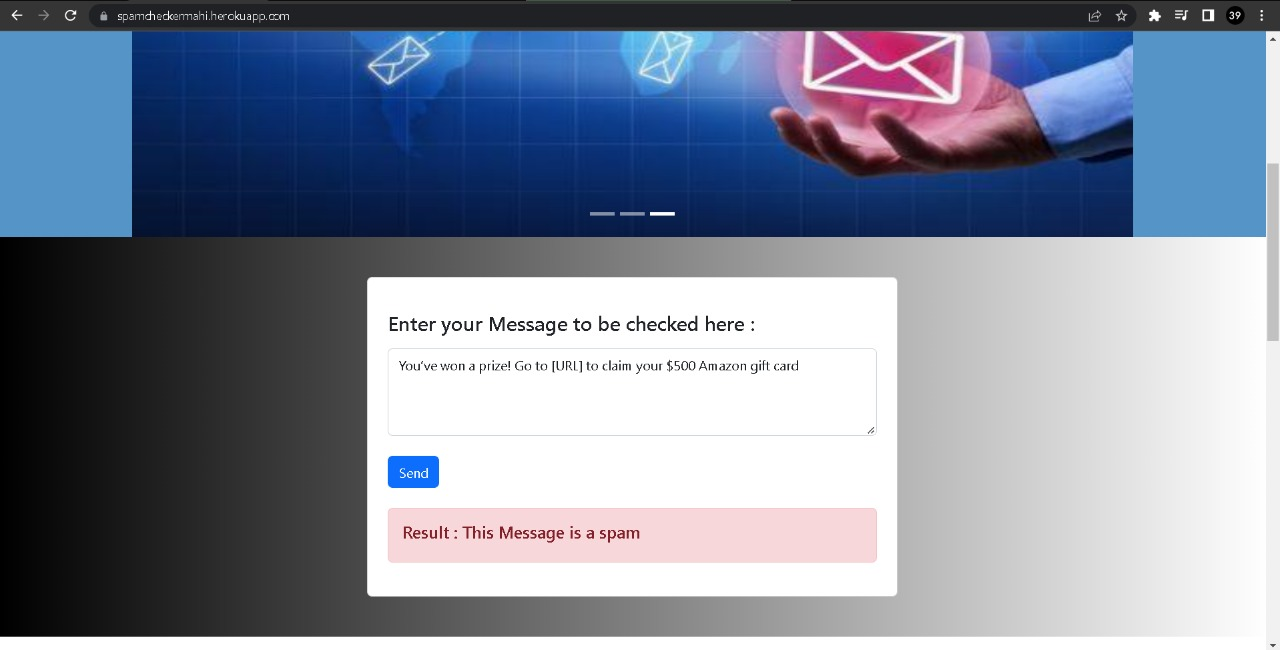 spamcheckermahi.herokuapp.com
39
Enter your Message to be checked here :
You've won a prize! Go to [URL] to claim your $500 Amazon gift card
Send
Result : This Message is a spam